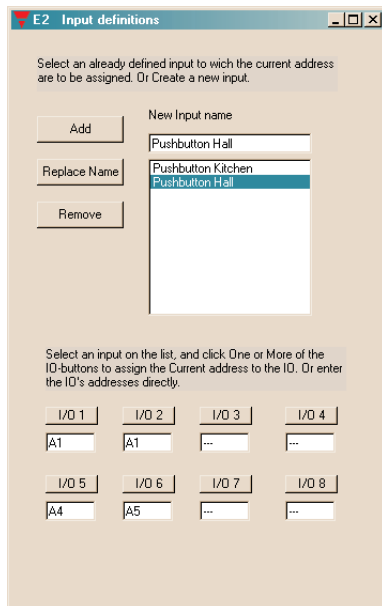 E2 Input definitions
Select an already defined input to wich the current address
are to be assigned. Or Create a new input.
New Input name
Add
Pushbutton Hall
Replace Name
Pushbutton Kitchen
Pushbutton Hall
Remove
Select an input on the list, and click One or More of the
IO-buttons to assign the Current address to the IO. Or enter
the IO's addresses directly.
I/O 1 I/O 2 I/O 3 I/O 4
A1 A1 --- ---
I/O 5 I/O 6 I/O 7 I/O 8
A4 A5 --- ---